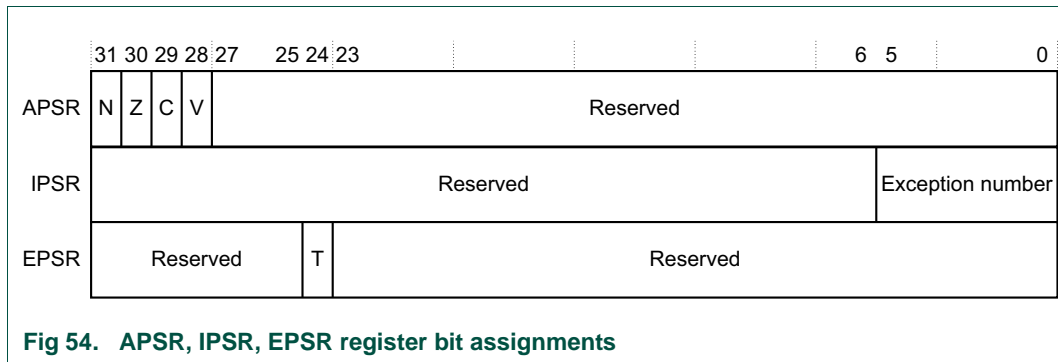 31 30 29 28 27 25 24 23 6 5 0
APSR N Z C V Reserved
IPSR Reserved Exception number
EPSR Reserved T Reserved
Fig 54. APSR, IPSR, EPSR register bit assignments